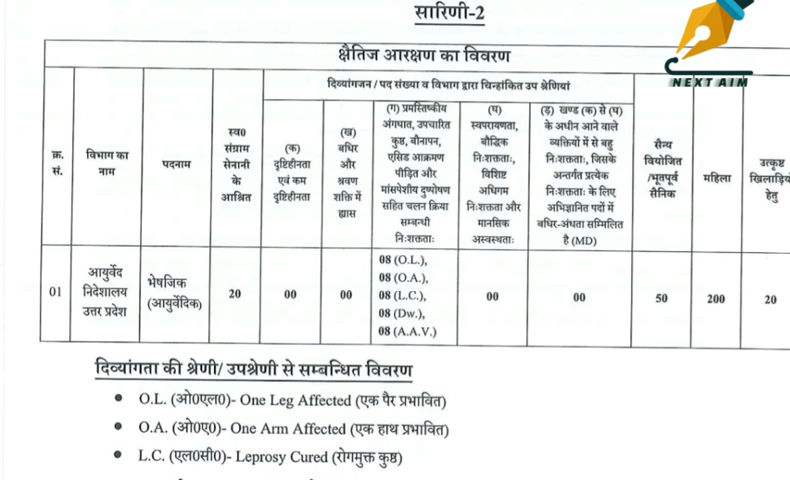 सारिणी-2
NEXT AIM
क्षैतिज आरक्षण का विवरण
क्र. सं.
विभाग का नाम
पदनाम
स्व0 संग्राम सेनानी के आश्रित
दिव्यांगजन / पद संख्या व विभाग द्वारा चिन्हांकित उप श्रेणियां
(क) दृष्टिहीनता एवं कम दृष्टिहीनता
(ख) बधिर और श्रवण शक्ति में ह्रास
(ग) प्रमस्तिष्कीय अंगघात, उपचारित कुष्ठ, बौनापन, एसिड आक्रमण पीड़ित और मांसपेशीय दुष्पोषण सहित चलन क्रिया सम्बन्धी निःशक्तताः
(घ) स्वपरायणता, बौद्धिक निःशक्तताः, विशिष्ट अधिगम निःशक्तता और मानसिक अस्वस्थताः
(ड़) खण्ड (क) से (घ) के अधीन आने वाले व्यक्तियों में से बहु निःशक्तताः, जिसके अन्तर्गत प्रत्येक निःशक्तता के लिए अभिज्ञानित पदों में बधिर-अंधता सम्मिलित है (MD)
सैन्य वियोजित /भूतपूर्व सैनिक
महिला
उत्कृष्ट हेतु
01
आयुर्वेद निदेशालय उत्तर प्रदेश
भेषजिक (आयुर्वेदिक)
20
00
00
08 (O.L.),
08 (O.A.),
08 (L.C.),
08 (Dw.),
08 (A.A.V.)
00
00
50
200
20
दिव्यांगता की श्रेणी/ उपश्रेणी से सम्बन्धित विवरण
• O.L. (ओ0एल0)- One Leg Affected (एक पैर प्रभावित)
• O.A. (ओ0ए0)- One Arm Affected (एक हाथ प्रभावित)
• L.C. (एल0सी0)- Leprosy Cured (रोगमुक्त कुष्ठ)